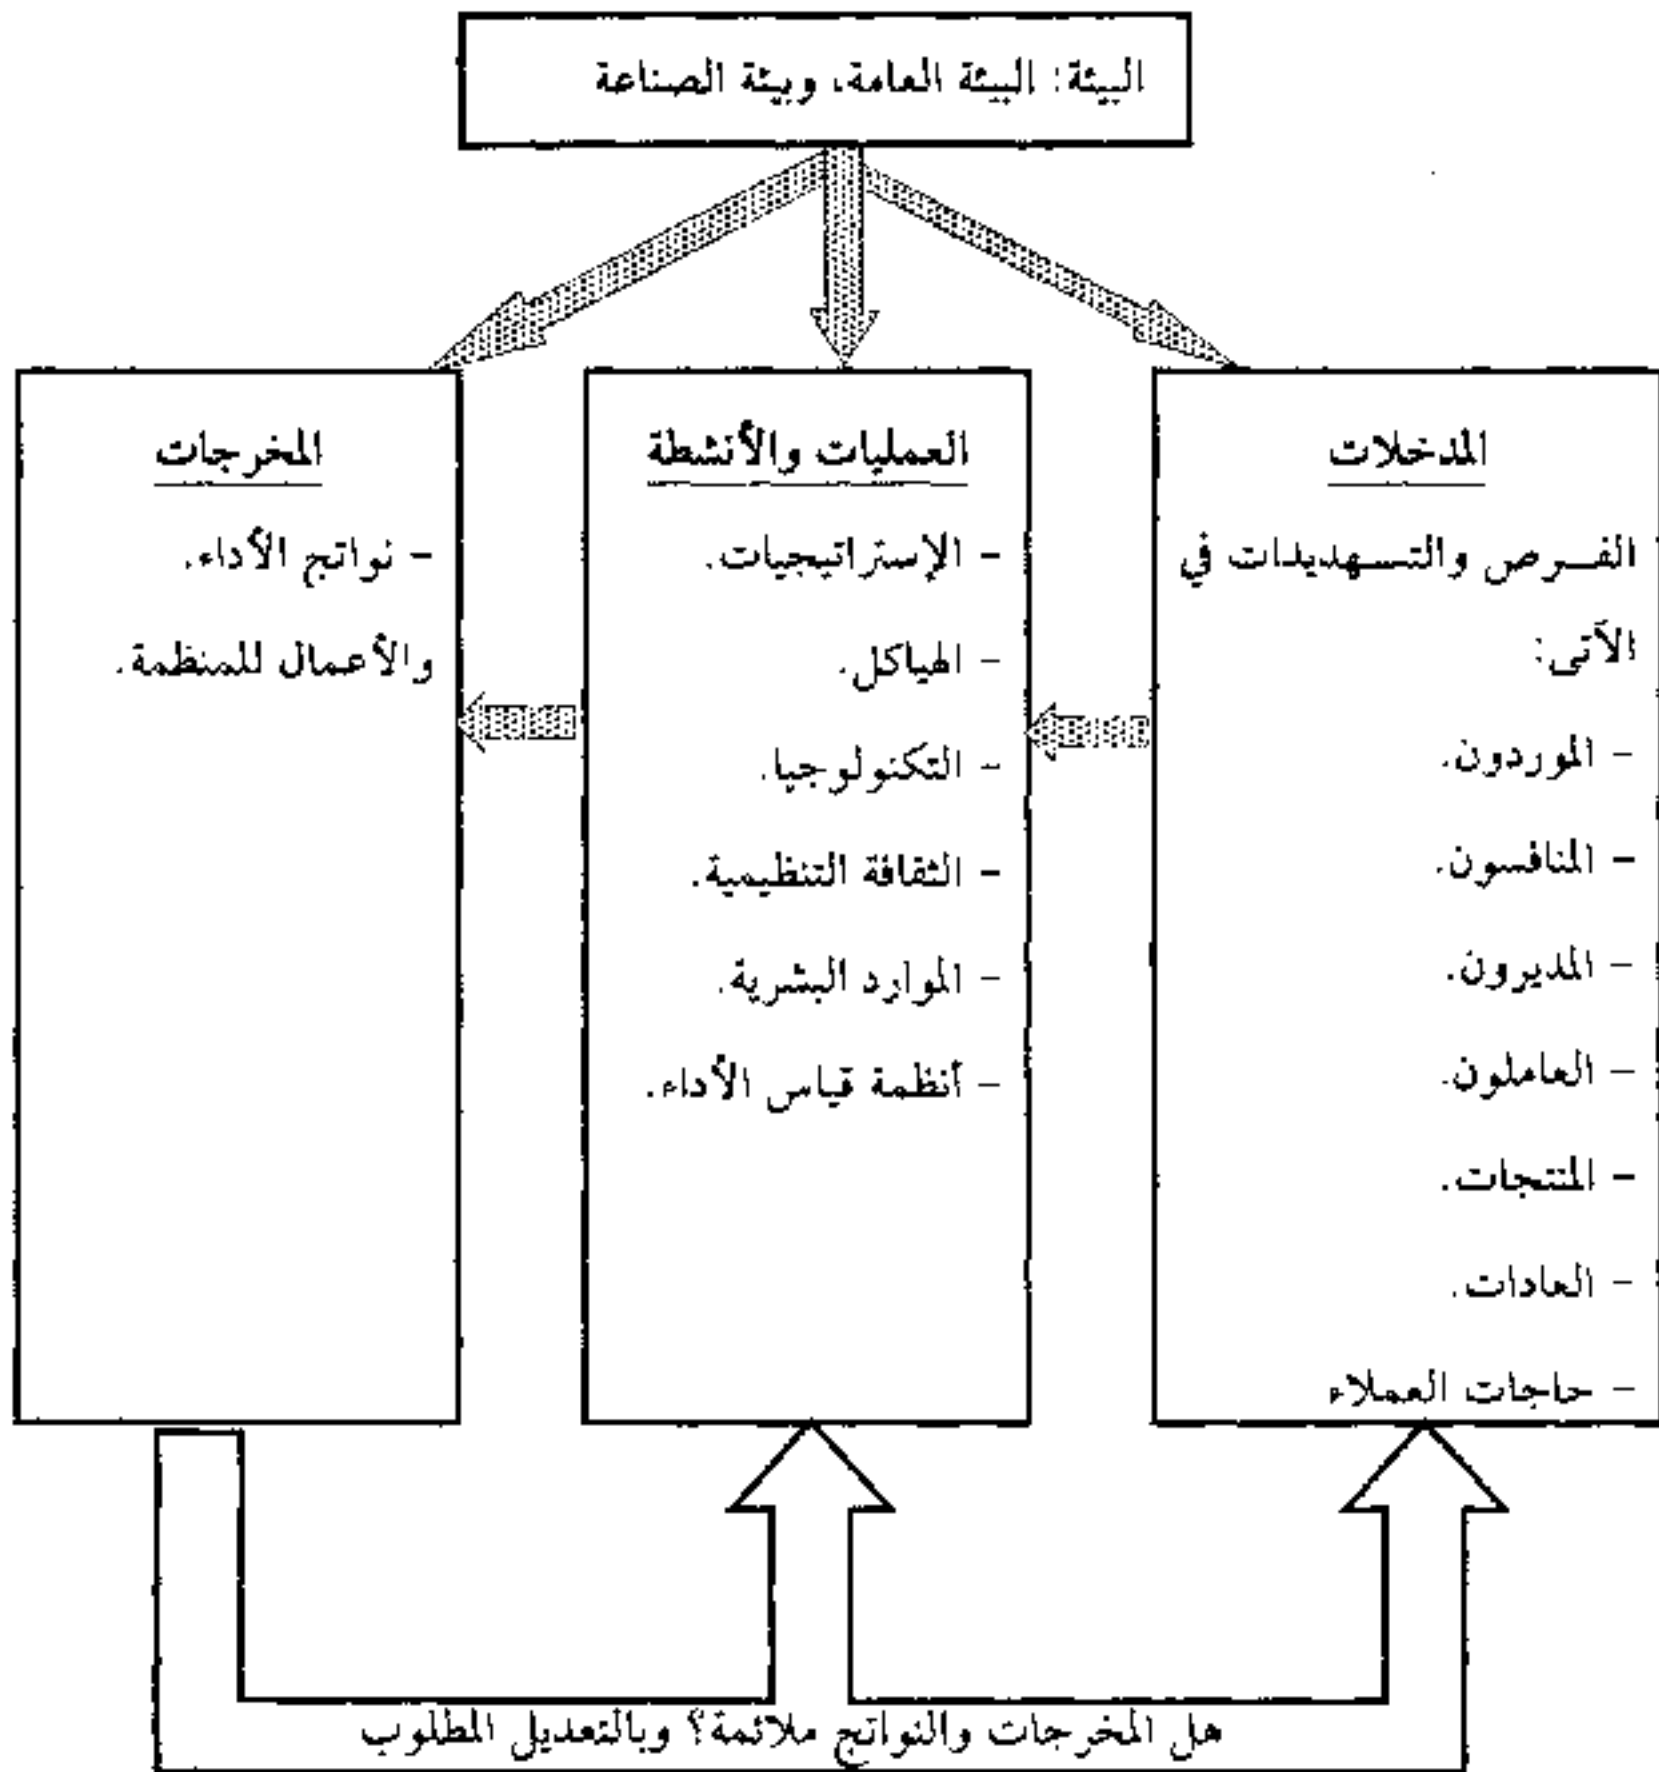 البيئة: البيئة العامة، وبيئة الصناعة
المدخلات
الفرص والتسهديدات في
الآتى:
- الموردون.
- المنافسون.
- المديرون.
- العاملون.
- المنتجات.
- العادات.
- حاجات العملاء
العمليات والأنشطة
- الإستراتيجيات.
- الهياكل.
- التكنولوجيا.
- الثقافة التنظيمية.
- الموارد البشرية.
- أنظمة قياس الأداء.
المخرجات
- نواتج الأداء.
والأعمال للمنظمة.
هل المخرجات والنواتج ملائمة؟ وبالتعديل المطلوب